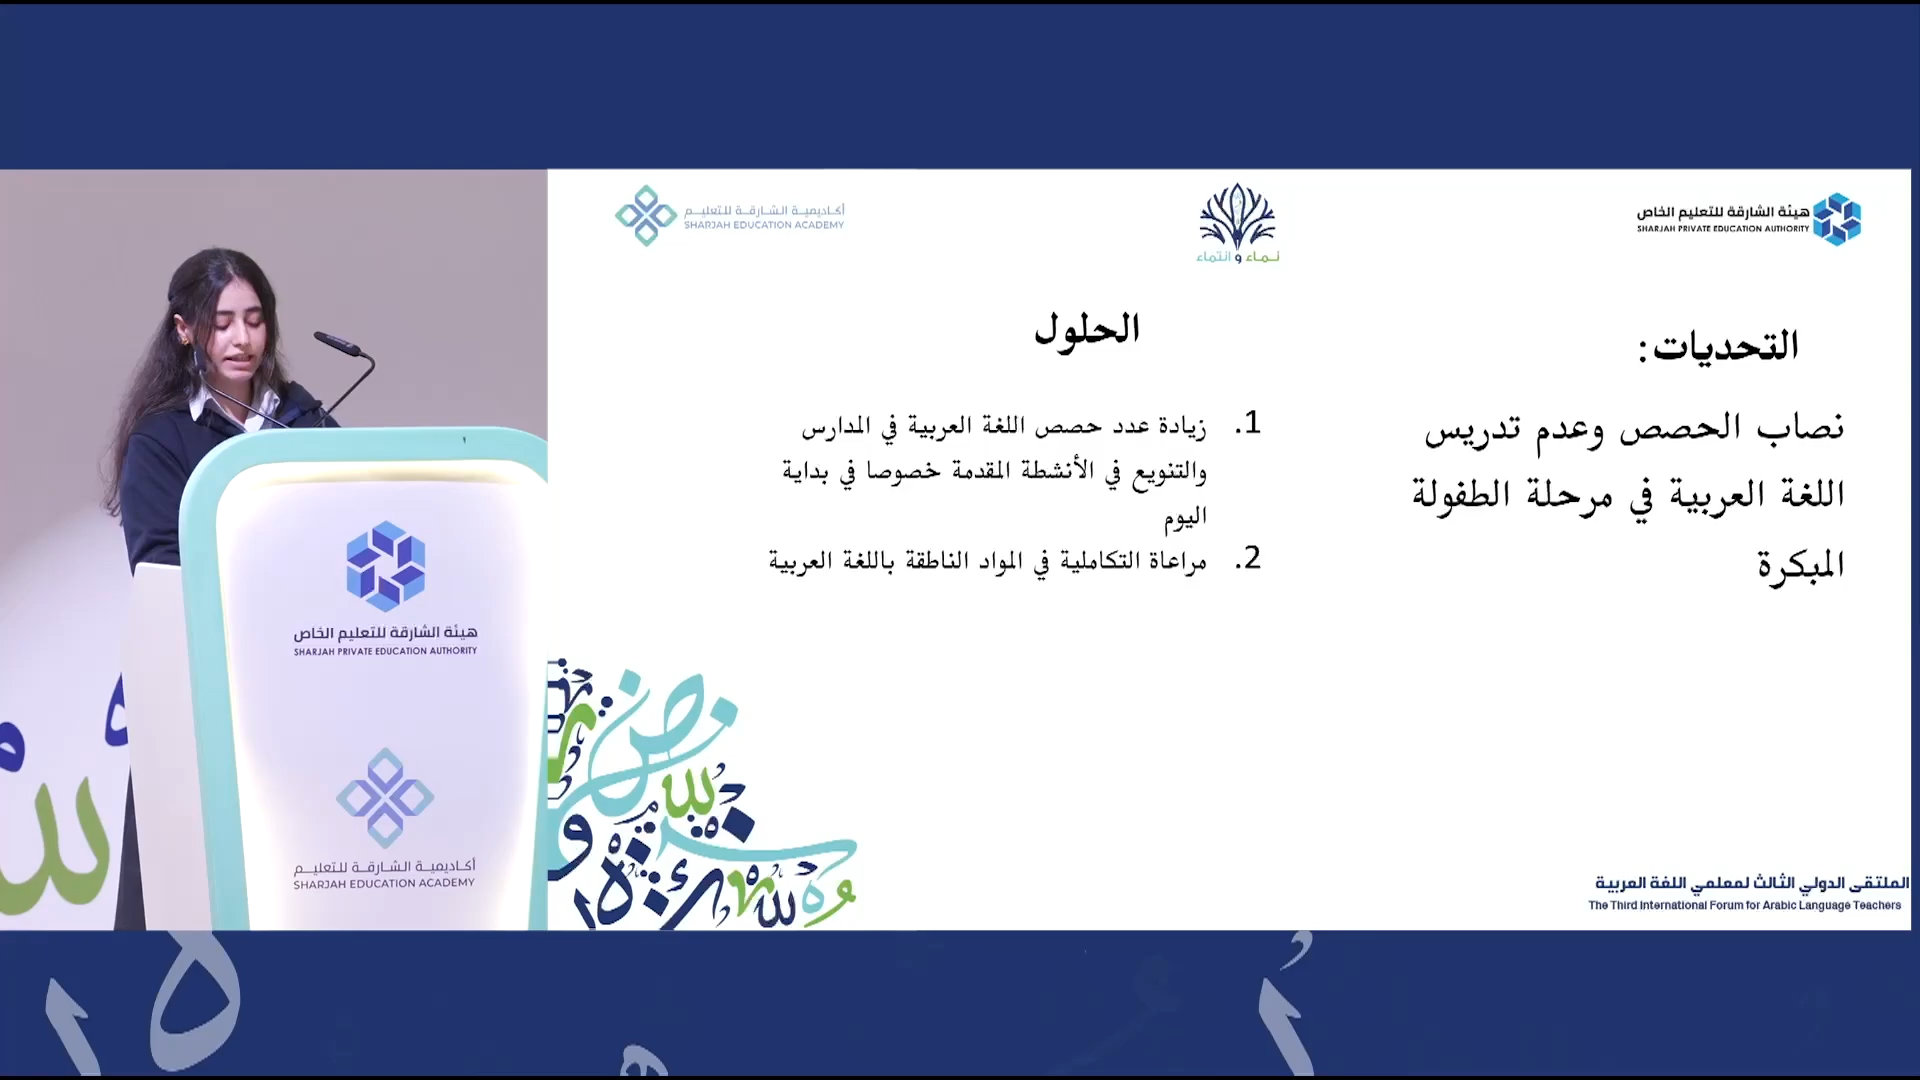 أكاديمية الشارقة للتعليم
SHARJAH EDUCATION ACADEMY
نماء و انتماء
هيئة الشارقة للتعليم الخاص
SHARJAH PRIVATE EDUCATION AUTHORITY
التحديات:
نصاب الحصص وعدم تدريس
اللغة العربية في مرحلة الطفولة
المبكرة
الحلول
1. زيادة عدد حصص اللغة العربية في المدارس
والتنويع في الأنشطة المقدمة خصوصا في بداية
اليوم
2. مراعاة التكاملية في المواد الناطقة باللغة العربية
هيئة الشارقة للتعليم الخاص
SHARJAH PRIVATE EDUCATION AUTHORITY
أكاديمية الشارقة للتعليم
SHARJAH EDUCATION ACADEMY
الملتقى الدولي الثالث لمعلمي اللغة العربية
The Third International Forum for Arabic Language Teachers